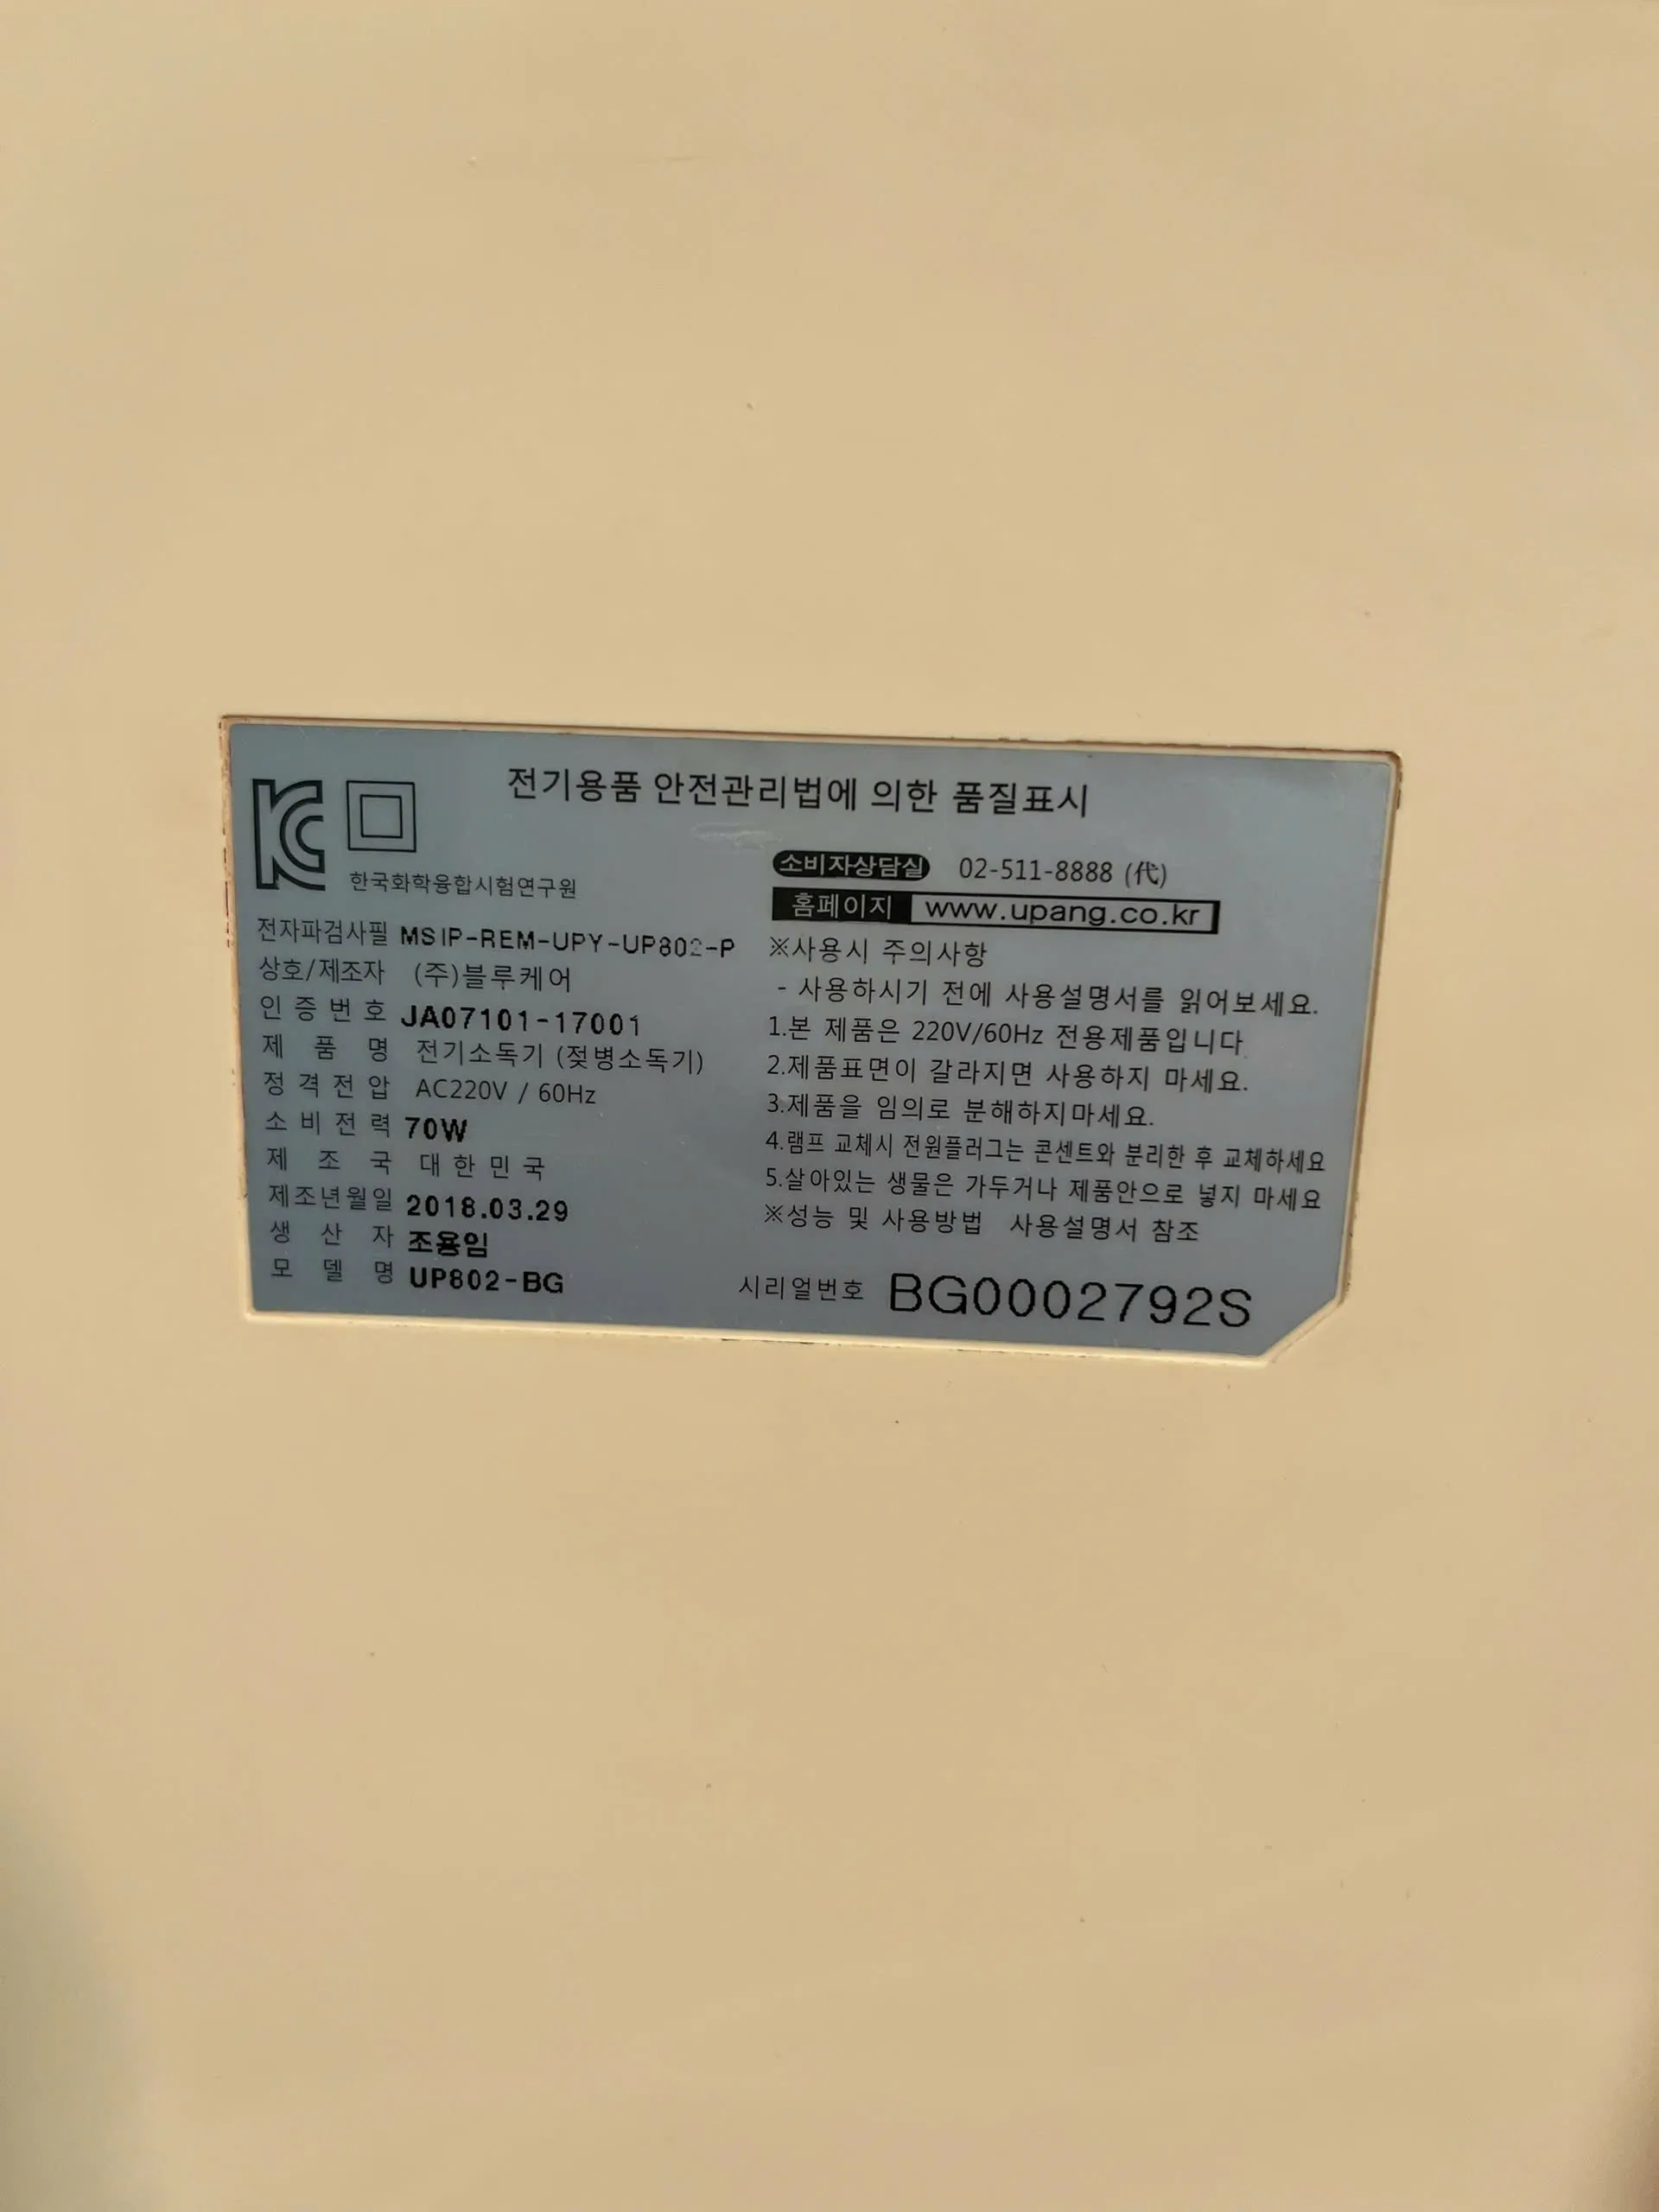 전기용품 안전관리법에 의한 품질표시
한국화학융합시험연구원
전자파검사필 MSIP-REM-UPY-UP802-P
상호/제조자 (주)블루케어
인증번호 JA07101-17001
제품명 전기소독기 (젖병소독기)
정격전압 AC220V / 60Hz
소비전력 70W
제조국 대한민국
제조년월일 2018.03.29
생산자 조용임
모델명 UP802-BG
소비자상담실 02-511-8888 (代)
홈페이지 www.upang.co.kr
※사용시 주의사항
- 사용하시기 전에 사용설명서를 읽어보세요.
1.본 제품은 220V/60Hz 전용제품입니다.
2.제품표면이 갈라지면 사용하지 마세요.
3.제품을 임의로 분해하지마세요.
4.램프 교체시 전원플러그는 콘센트와 분리한 후 교체하세요
5.살아있는 생물은 가두거나 제품안으로 넣지 마세요
※성능 및 사용방법 사용설명서 참조
시리얼번호 BG0002792S